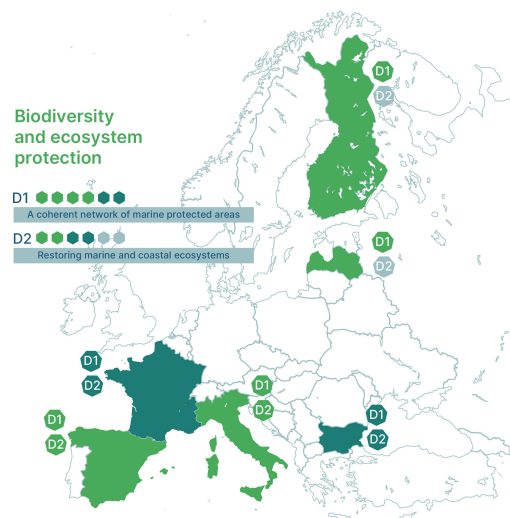 Biodiversity
and ecosystem
protection
D1
A coherent network of marine protected areas
D2
Restoring marine and coastal ecosystems
D1
D2
D1
D2
D1
D2
D1
D2
D1
D2
D1
D2